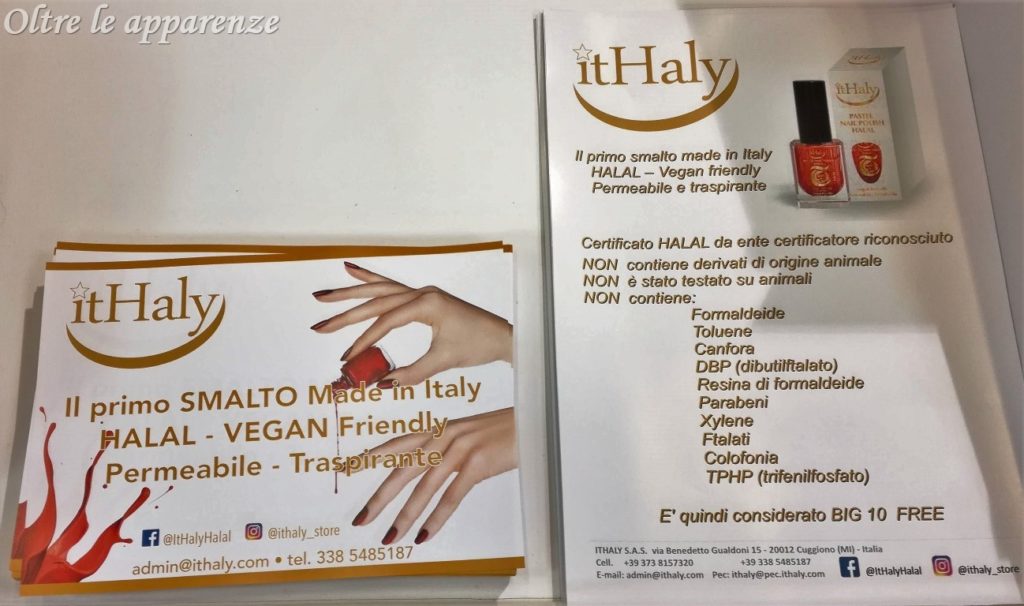 Oltre le apparenze
itHaly
Il primo SMALTO Made in Italy
HALAL - VEGAN Friendly
Permeabile - Traspirante
@ItHalyHalal @ithaly_store
admin@ithaly.com • tel. 338 5485187
itHaly
itHaly
PASTEL
NAIL POLISH
HALAL
Il primo smalto made in Italy
HALAL – Vegan friendly
Permeabile e traspirante
Certificato HALAL da ente certificatore riconosciuto
NON contiene derivati di origine animale
NON è stato testato su animali
NON contiene:
Formaldeide
Toluene
Canfora
DBP (dibutilftalato)
Resina di formaldeide
Parabeni
Xylene
Ftalati
Colofonia
TPHP (trifenilfosfato)
E' quindi considerato BIG 10 FREE
ITHALY S.A.S. via Benedetto Gualdoni 15 - 20012 Cuggiono (MI) - Italia
Cell. +39 373 8157320 +39 338 5485187
E-mail: admin@ithaly.com Pec: ithaly@pec.ithaly.com @ItHalyHalal @ithaly_store